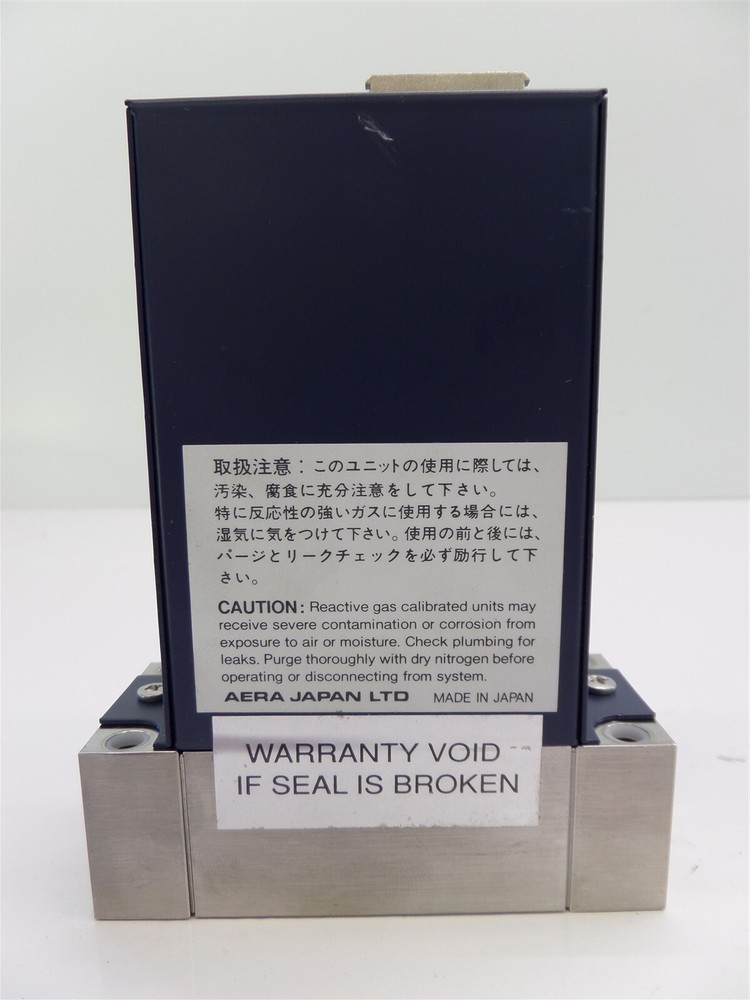 取扱注意：このユニットの使用に際しては、
汚染、腐食に充分注意をして下さい。
特に反応性の強いガスに使用する場合には、
湿気に気をつけて下さい。使用の前と後には、
パージとリークチェックを必ず励行して下
さい。
CAUTION: Reactive gas calibrated units may
receive severe contamination or corrosion from
exposure to air or moisture. Check plumbing for
leaks. Purge thoroughly with dry nitrogen before
operating or disconnecting from system.
AERA JAPAN LTD MADE IN JAPAN
WARRANTY VOID
IF SEAL IS BROKEN